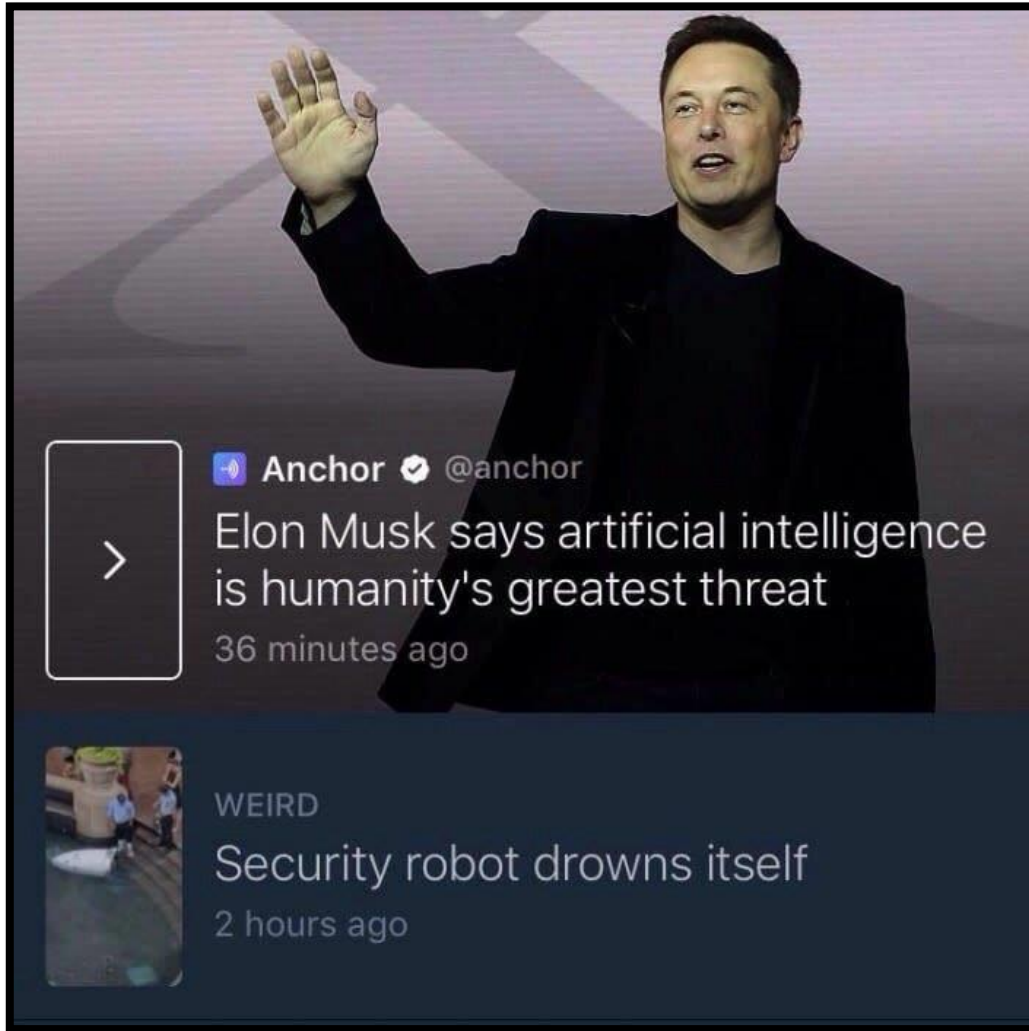 Anchor @anchor
Elon Musk says artificial intelligence
is humanity's greatest threat
36 minutes ago
WEIRD
Security robot drowns itself
2 hours ago